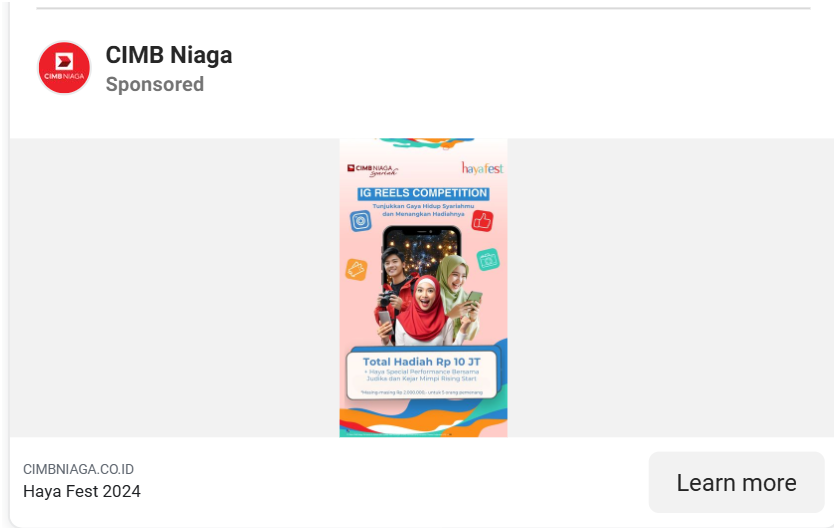 CIMB NIAGA
CIMB Niaga
Sponsored
CIMB NIAGA
Syariah
hayafest
IG REELS COMPETITION
Tunjukkan Gaya Hidup Syariahmu
dan Menangkan Hadiahnya
Total Hadiah Rp 10 JT
+ Haya Special Performance Bersama
Judika dan Kejar Mimpi Rising Start
*Masing-masing Rp 2.000.000,- untuk 5 orang pemenang
CIMBNIAGA.CO.ID
Haya Fest 2024
Learn more